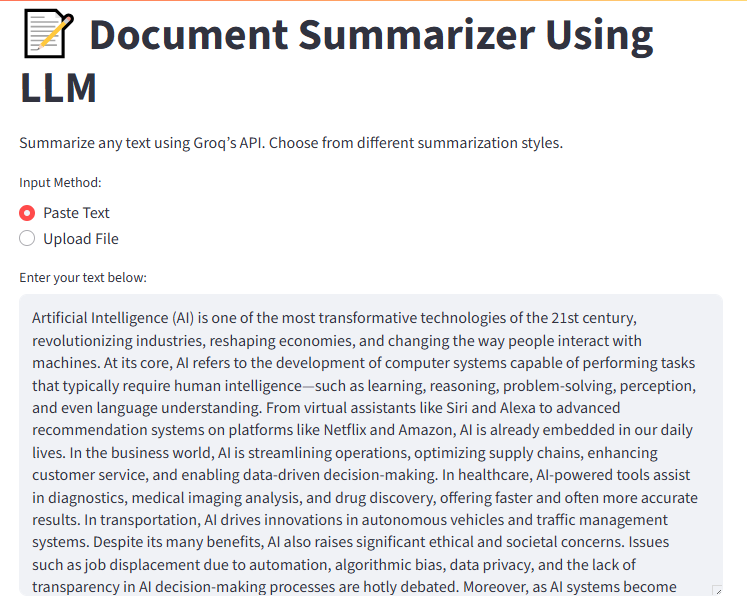 Document Summarizer Using
LLM
Summarize any text using Groq’s API. Choose from different summarization styles.
Input Method:
Paste Text
Upload File
Enter your text below:
Artificial Intelligence (AI) is one of the most transformative technologies of the 21st century,
revolutionizing industries, reshaping economies, and changing the way people interact with
machines. At its core, AI refers to the development of computer systems capable of performing tasks
that typically require human intelligence—such as learning, reasoning, problem-solving, perception,
and even language understanding. From virtual assistants like Siri and Alexa to advanced
recommendation systems on platforms like Netflix and Amazon, AI is already embedded in our daily
lives. In the business world, AI is streamlining operations, optimizing supply chains, enhancing
customer service, and enabling data-driven decision-making. In healthcare, AI-powered tools assist
in diagnostics, medical imaging analysis, and drug discovery, offering faster and often more accurate
results. In transportation, AI drives innovations in autonomous vehicles and traffic management
systems. Despite its many benefits, AI also raises significant ethical and societal concerns. Issues
such as job displacement due to automation, algorithmic bias, data privacy, and the lack of
transparency in AI decision-making processes are hotly debated. Moreover, as AI systems become